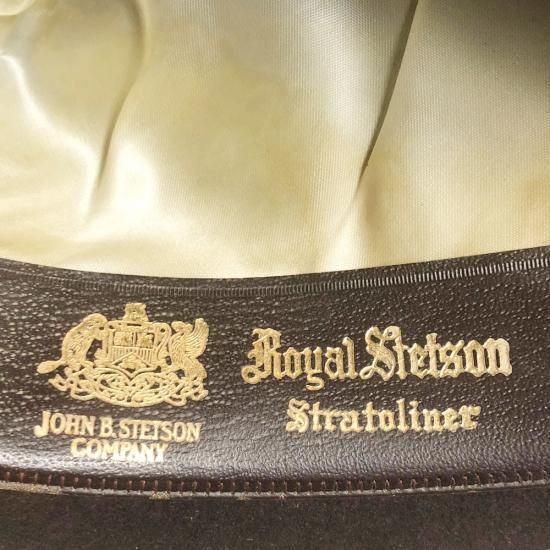 JOHN B. STETSON
COMPANY
Royal Stetson
Stratoliner